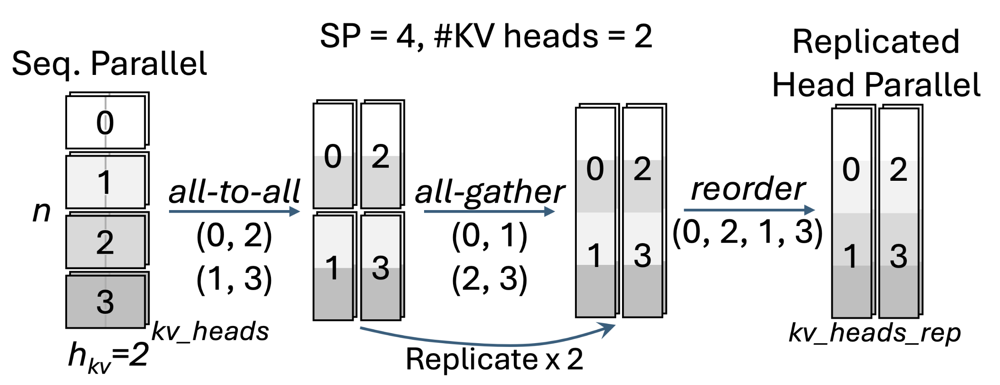 SP = 4, #KV heads = 2
Seq. Parallel
0
1
2
3
n
kv_heads
h_kv=2
all-to-all
(0, 2)
(1, 3)
0 2
1 3
all-gather
(0, 1)
(2, 3)
Replicate x 2
0 2
1 3
reorder
(0, 2, 1, 3)
Replicated
Head Parallel
0 2
1 3
kv_heads_rep